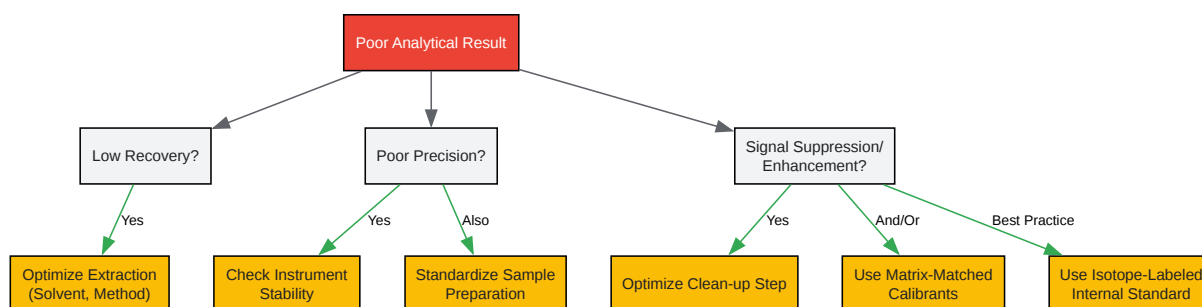 Poor Analytical Result
Low Recovery?
Poor Precision?
Signal Suppression/
Enhancement?
Yes
Yes
Also
Yes
And/Or
Best Practice
Optimize Extraction
(Solvent, Method)
Check Instrument
Stability
Standardize Sample
Preparation
Optimize Clean-up Step
Use Matrix-Matched
Calibrants
Use Isotope-Labeled
Internal Standard